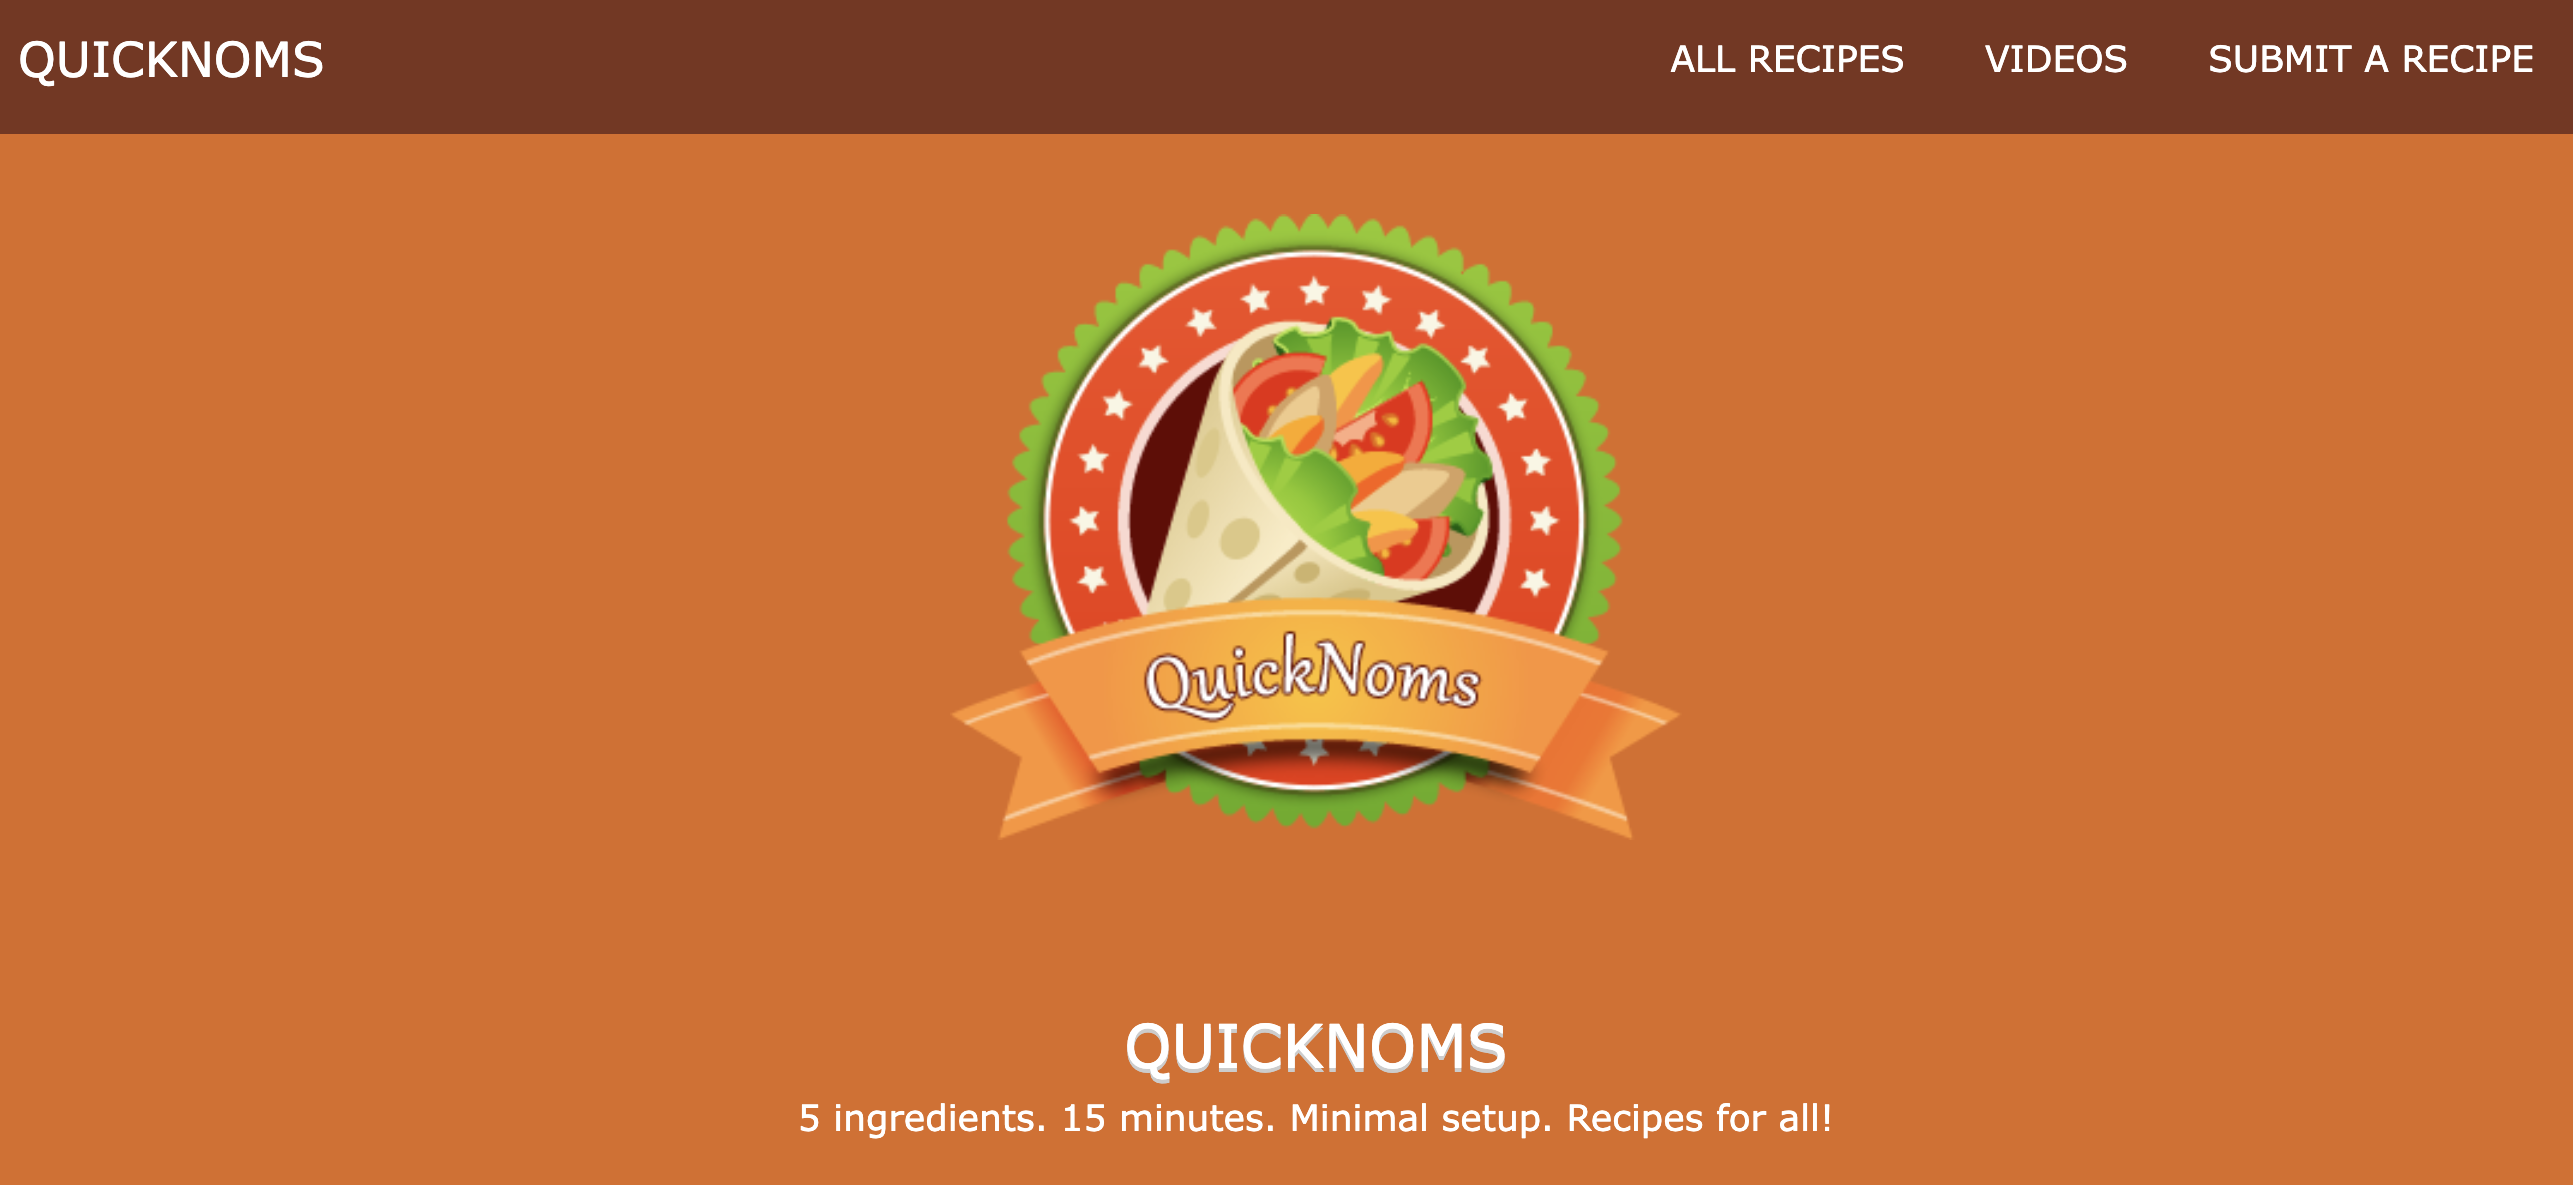 QUICKNOMS
ALL RECIPES VIDEOS SUBMIT A RECIPE
QuickNoms
QUICKNOMS
5 ingredients. 15 minutes. Minimal setup. Recipes for all!